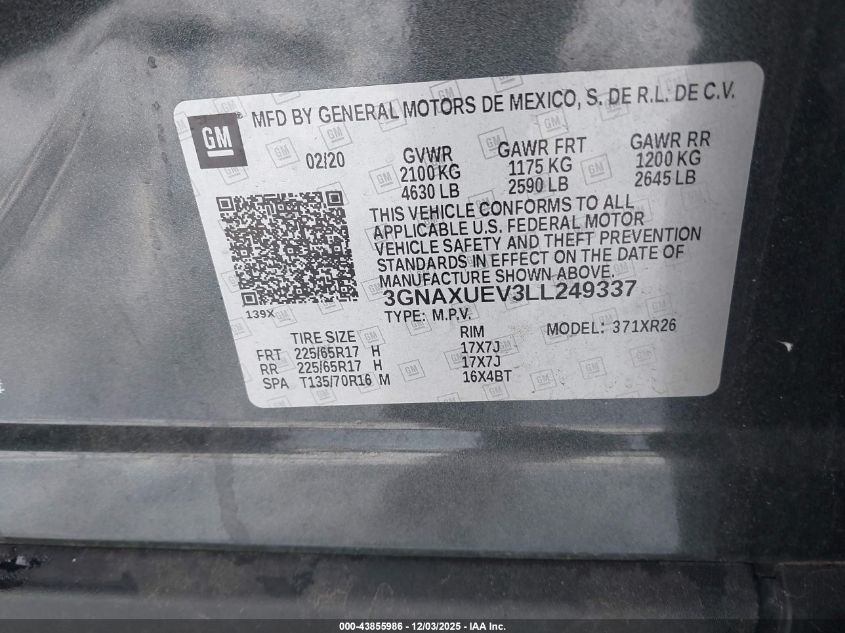 GM
MFD BY GENERAL MOTORS DE MEXICO, S. DE R.L. DE C.V.
02/20 GVWR GAWR FRT GAWR RR
2100 KG 1175 KG 1200 KG
4630 LB 2590 LB 2645 LB
THIS VEHICLE CONFORMS TO ALL
APPLICABLE U.S. FEDERAL MOTOR
VEHICLE SAFETY AND THEFT PREVENTION
STANDARDS IN EFFECT ON THE DATE OF
MANUFACTURE SHOWN ABOVE.
139X
3GNAXUEV3LL249337
TYPE: M.P.V.
TIRE SIZE RIM MODEL: 371XR26
FRT 225/65R17 H 17X7J
RR 225/65R17 H 17X7J
SPA T135/70R16 M 16X4BT
000-43855986 - 12/03/2025 - IAA Inc.